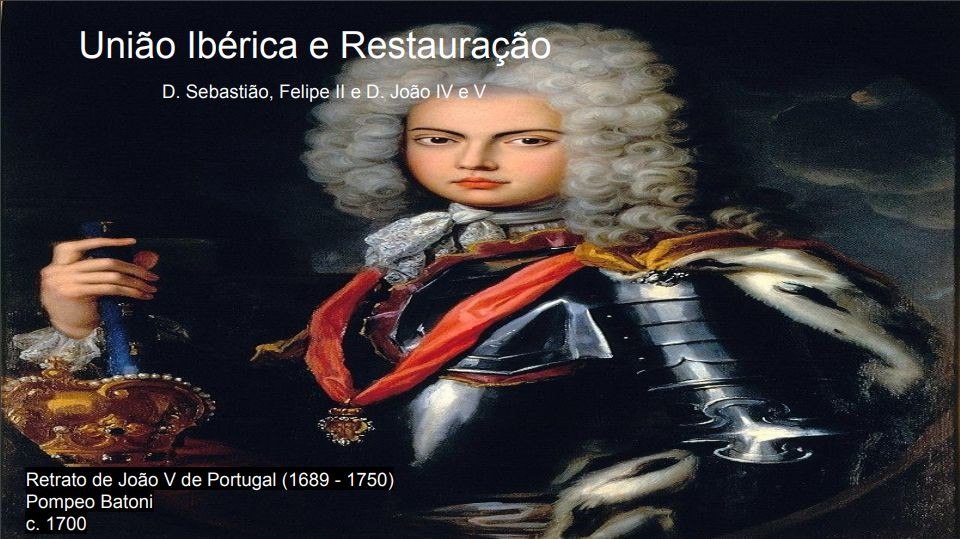 União Ibérica e Restauração
D. Sebastião, Felipe II e D. João IV e V
Retrato de João V de Portugal (1689 - 1750)
Pompeo Batoni
c. 1700